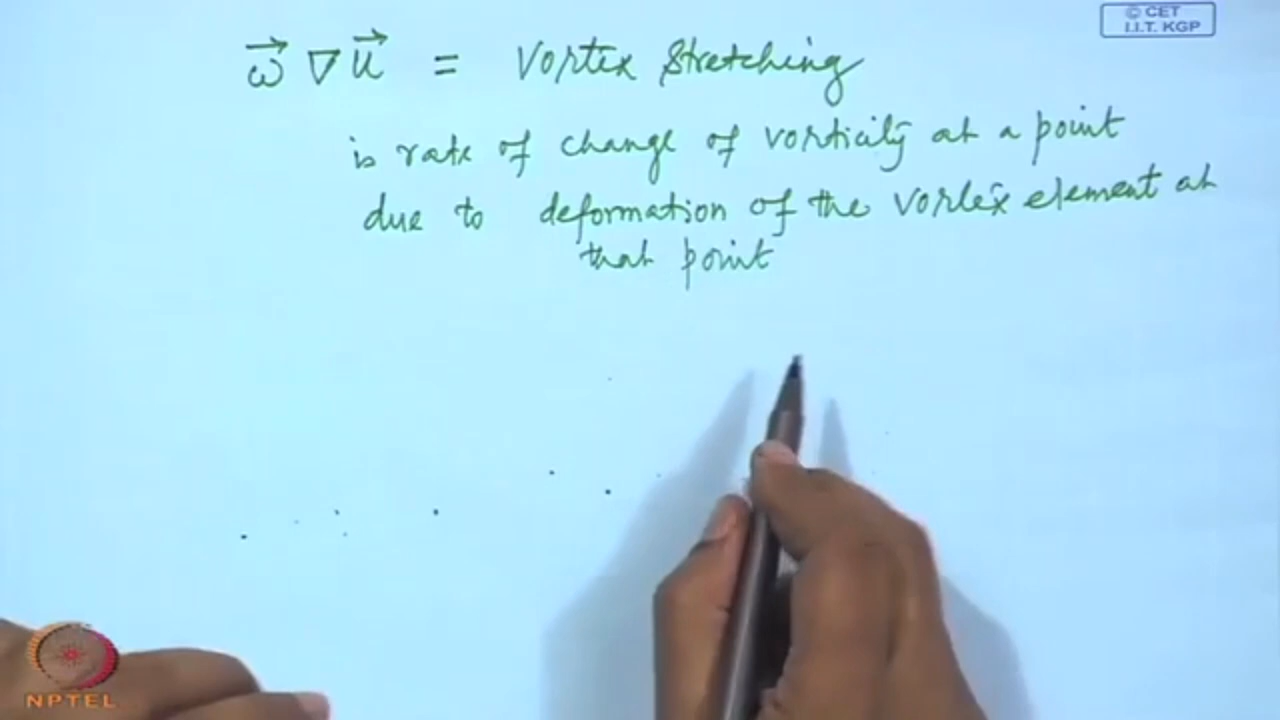 © CET
I.I.T. KGP
→ω ∇ →u = Vortex Stretching
is rate of change of vorticity at a point
due to deformation of the vortex element at
that point
NPTEL